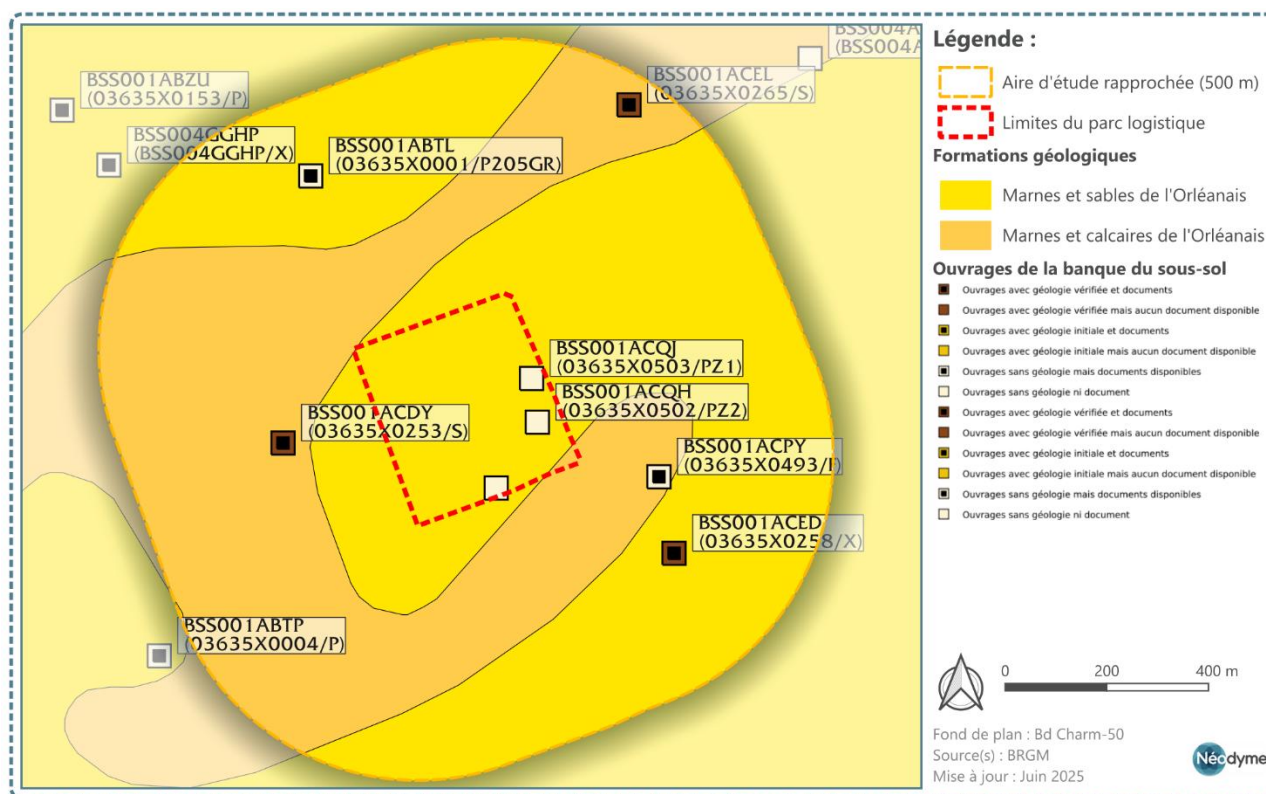 BSS001ABZU
(03635X0153/P)
BSS004GGHP
(BSS004GGHP/X)
BSS001ABTL
(03635X0001/P205GR)
BSS001ACEL
(03635X0265/S)
BSS004A
(BSS004A
BSS001ACQJ
(03635X0503/PZ1)
BSS001ACQH
(03635X0502/PZ2)
BSS001ACDY
(03635X0253/S)
BSS001ACPY
(03635X0493/F)
BSS001ACED
(03635X0258/X)
BSS001ABTP
(03635X0004/P)
Légende :
Aire d'étude rapprochée (500 m)
Limites du parc logistique
Formations géologiques
Marnes et sables de l'Orléanais
Marnes et calcaires de l'Orléanais
Ouvrages de la banque du sous-sol
Ouvrages avec géologie vérifiée et documents
Ouvrages avec géologie vérifiée mais aucun document disponible
Ouvrages avec géologie initiale et documents
Ouvrages avec géologie initiale mais aucun document disponible
Ouvrages sans géologie mais documents disponibles
Ouvrages sans géologie ni document
Ouvrages avec géologie vérifiée et documents
Ouvrages avec géologie vérifiée mais aucun document disponible
Ouvrages avec géologie initiale et documents
Ouvrages avec géologie initiale mais aucun document disponible
Ouvrages sans géologie mais documents disponibles
Ouvrages sans géologie ni document
0 200 400 m
Fond de plan : Bd Charm-50
Source(s) : BRGM
Mise à jour : Juin 2025
Néodyme